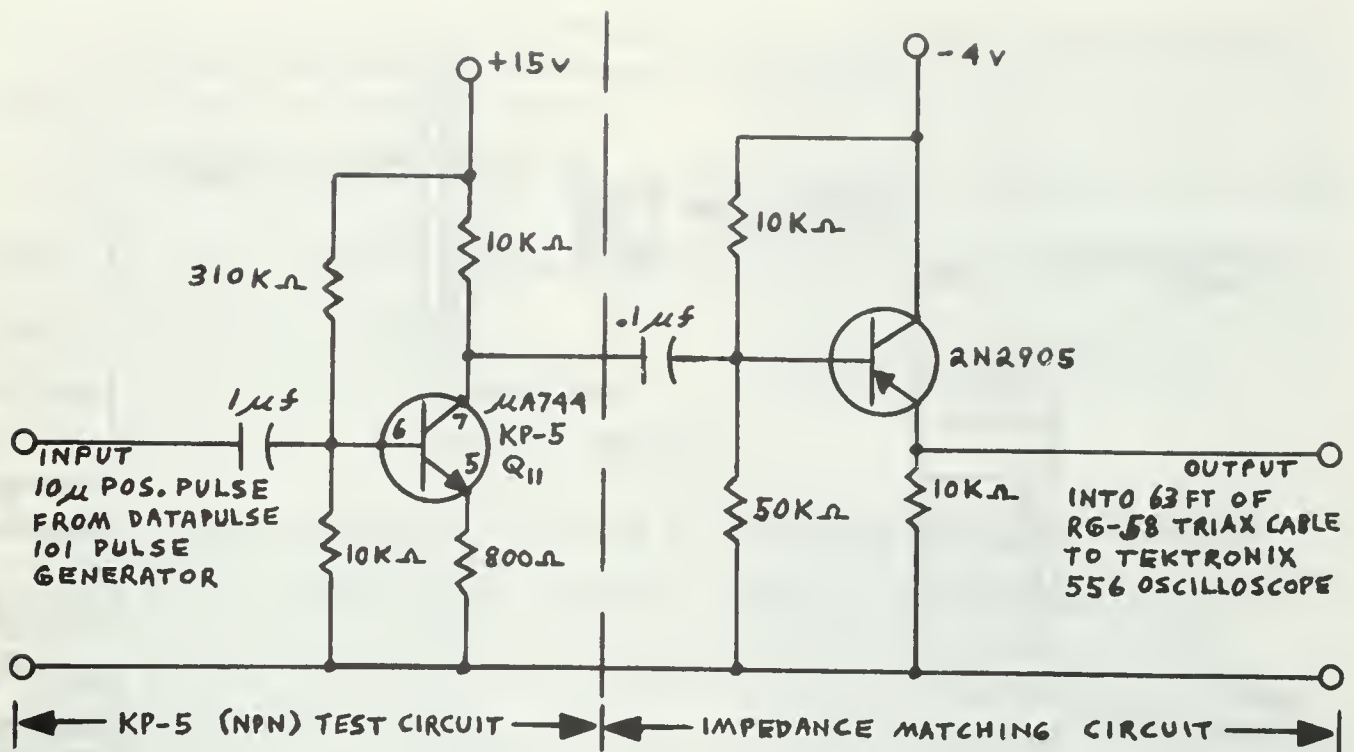 +15v
-4v
10KΩ
10KΩ
310KΩ
.1μf
2N2905
1μf
μA744
KP-5
Q11
6
7
5
INPUT
10μ POS. PULSE
FROM DATAPULSE
101 PULSE
GENERATOR
10KΩ
800Ω
50KΩ
10KΩ
OUTPUT
INTO 63 FT OF
RG-58 TRIAX CABLE
TO TEKTRONIX
556 OSCILLOSCOPE
KP-5 (NPN) TEST CIRCUIT
IMPEDANCE MATCHING CIRCUIT